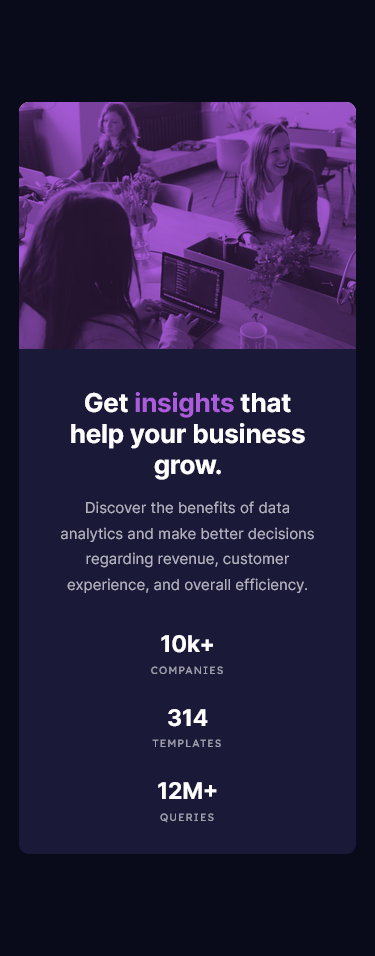 Get insights that
help your business
grow.
Discover the benefits of data
analytics and make better decisions
regarding revenue, customer
experience, and overall efficiency.
10k+
COMPANIES
314
TEMPLATES
12M+
QUERIES